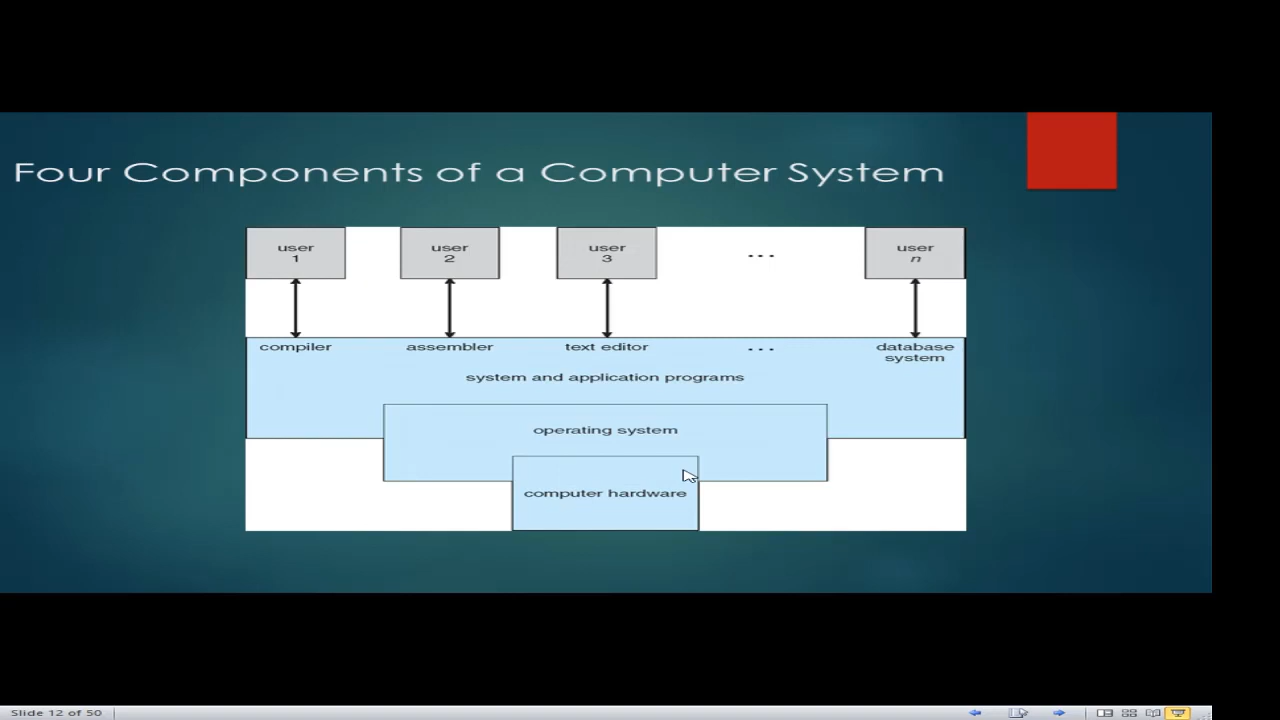 Four Components of a Computer System
user
1
user
2
user
3
...
user
n
compiler
assembler
text editor
...
database
system
system and application programs
operating system
computer hardware
Slide 12 of 50